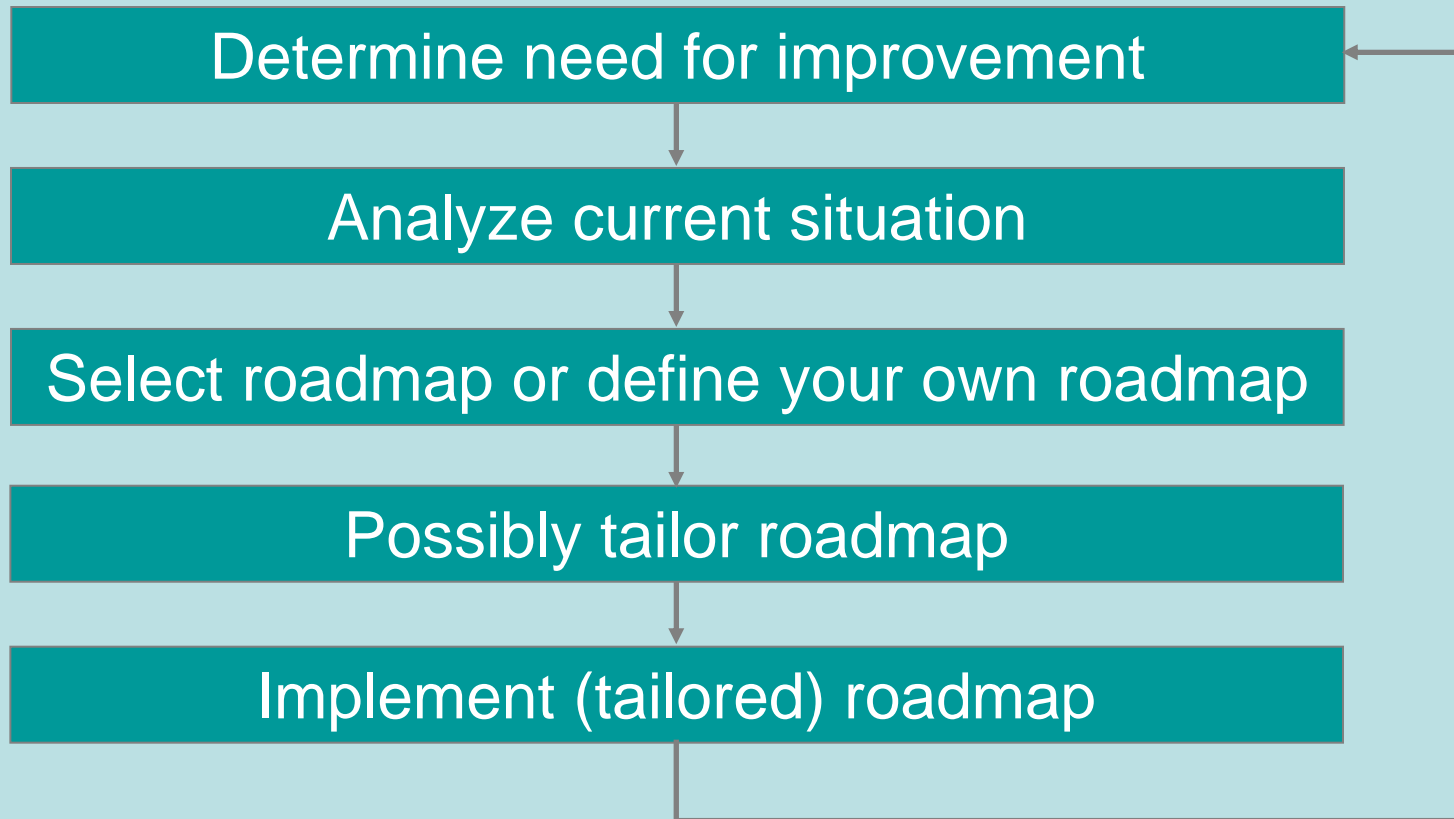 Determine need for improvement
Analyze current situation
Select roadmap or define your own roadmap
Possibly tailor roadmap
Implement (tailored) roadmap